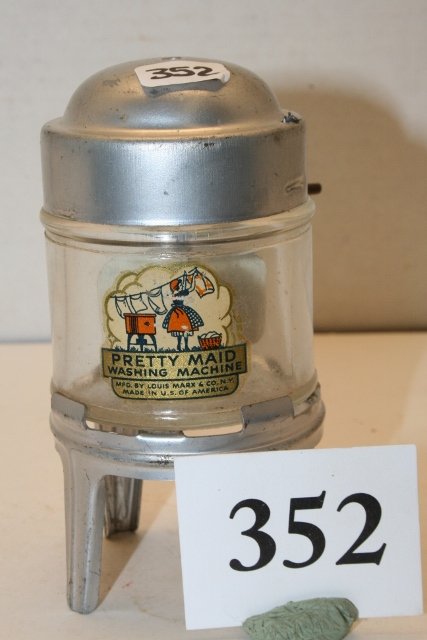 352
PRETTY MAID
WASHING MACHINE
MFG. BY LOUIS MARX & CO. N.Y.
MADE IN U.S. OF AMERICA
352